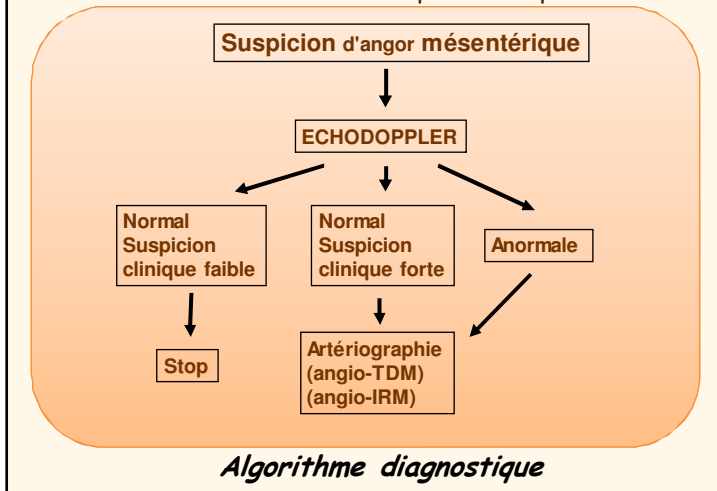 Suspicion d'angor mésentérique
ECHODOPPLER
Normal
Suspicion
clinique faible
Normal
Suspicion
clinique forte
Anormale
Stop
Artériographie
(angio-TDM)
(angio-IRM)
Algorithme diagnostique